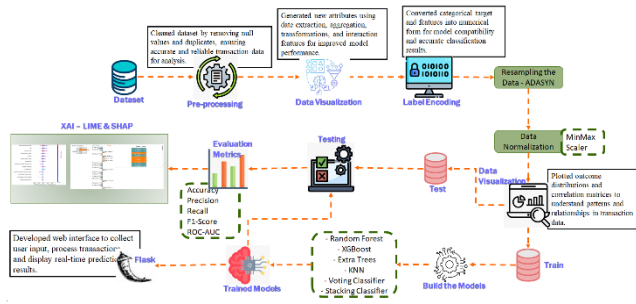 Cleaned dataset by removing null
values and duplicates, ensuring
accurate and reliable transaction data
for analysis.
Generated new attributes using
date extraction, aggregation,
transformations, and interaction
features for improved model
performance.
Converted categorical target
and features into numerical
form for model compatibility
and accurate classification
results.
010100
101011
Dataset
Pre-processing
Data Visualization
Label Encoding
Resampling the
Data - ADASYN
XAI – LIME & SHAP
Evaluation
Metrics
Testing
Data
Normalization
MinMax
Scaler
Data
Visualization
Test
Accuracy
Precision
Recall
F1-Score
ROC-AUC
Plotted outcome
distributions and
correlation matrices to
understand patterns
and relationships in
transaction data.
Developed web interface to collect
user input, process transaction
and display real-time prediction
results.
Flask
Trained Models
- Random Forest
- XGBoost
- Extra Trees
- KNN
- Voting Classifier
- Stacking Classifier
Build the Models
Train